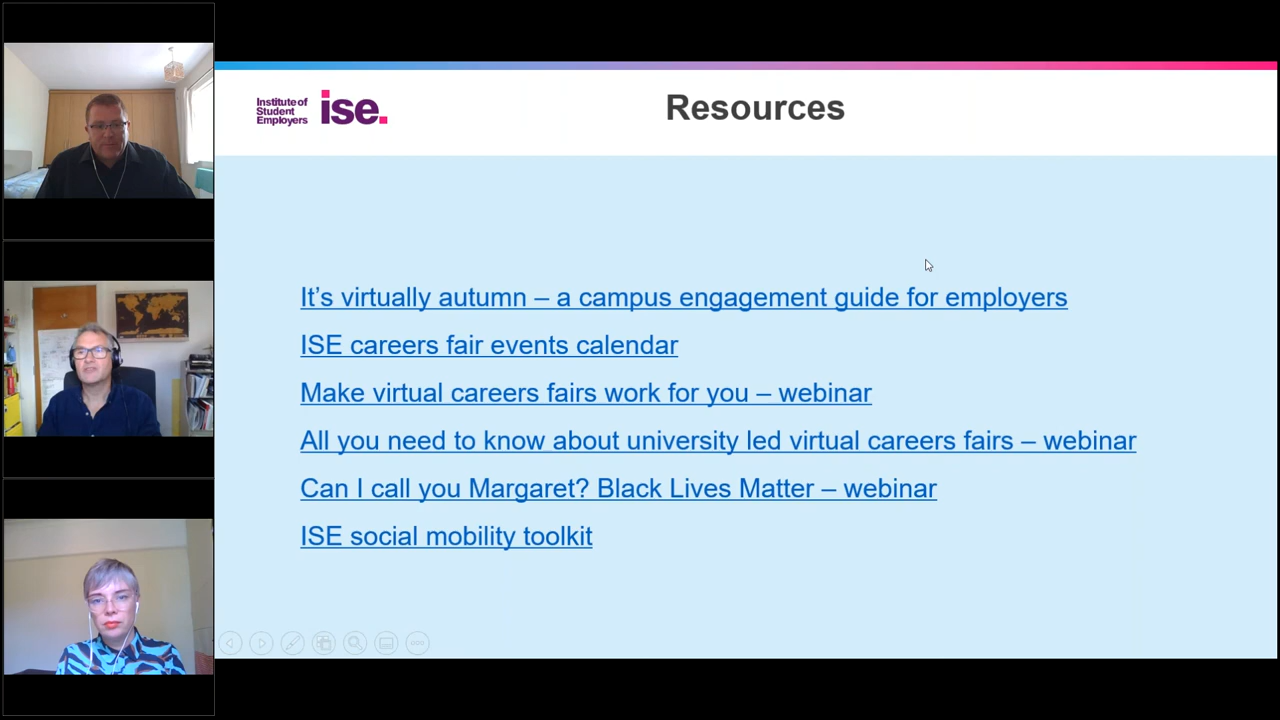 Institute of
Student
Employers
ise.
Resources
It’s virtually autumn – a campus engagement guide for employers
ISE careers fair events calendar
Make virtual careers fairs work for you – webinar
All you need to know about university led virtual careers fairs – webinar
Can I call you Margaret? Black Lives Matter – webinar
ISE social mobility toolkit